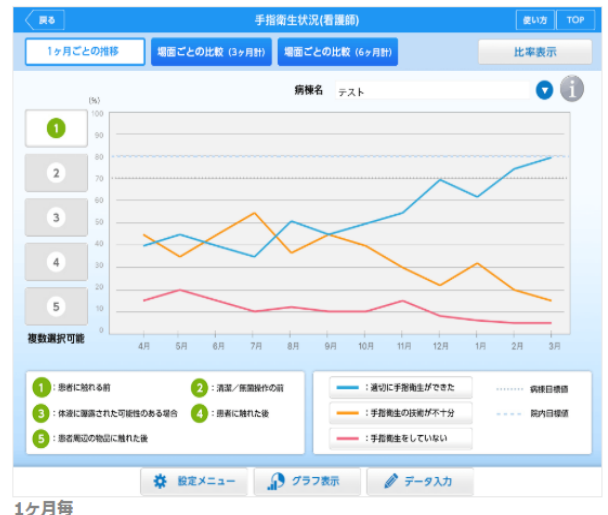 戻る 手指衛生状況(看護師) 使い方 TOP
1ヶ月ごとの推移 場面ごとの比較 (3ヶ月計) 場面ごとの比較 (6ヶ月計) 比率表示
病棟名 テスト i
(%)
100
90
80
70
60
50
40
30
20
10
0
1
2
3
4
5
複数選択可能
4月 5月 6月 7月 8月 9月 10月 11月 12月 1月 2月 3月
1 : 患者に触れる前 2 : 清潔／無菌操作の前
3 : 体液に曝露された可能性のある場合 4 : 患者に触れた後
5 : 患者周辺の物品に触れた後
: 適切に手指衛生ができた 病棟目標値
: 手指衛生の技術が不十分 院内目標値
: 手指衛生をしていない
設定メニュー グラフ表示 データ入力
1ヶ月毎